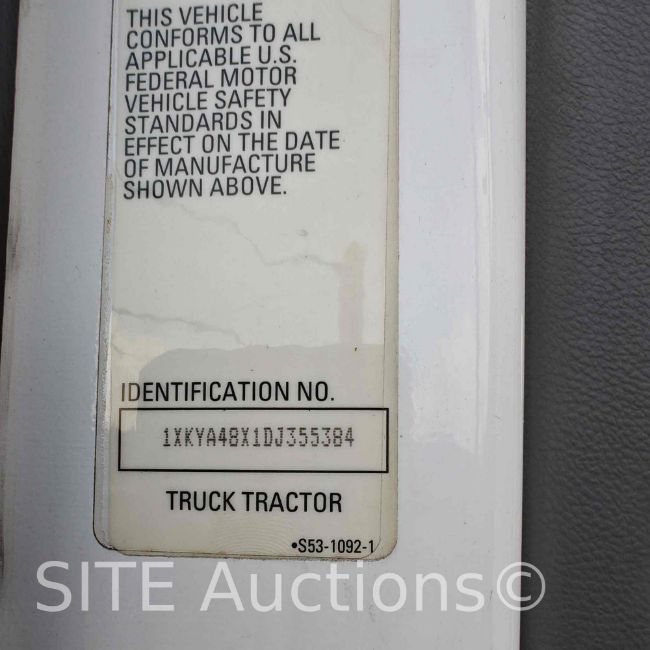 THIS VEHICLE
CONFORMS TO ALL
APPLICABLE U.S.
FEDERAL MOTOR
VEHICLE SAFETY
STANDARDS IN
EFFECT ON THE DATE
OF MANUFACTURE
SHOWN ABOVE.
IDENTIFICATION NO.
1XKYA48X1DJ355384
TRUCK TRACTOR
•S53-1092-1
SITE Auctions©